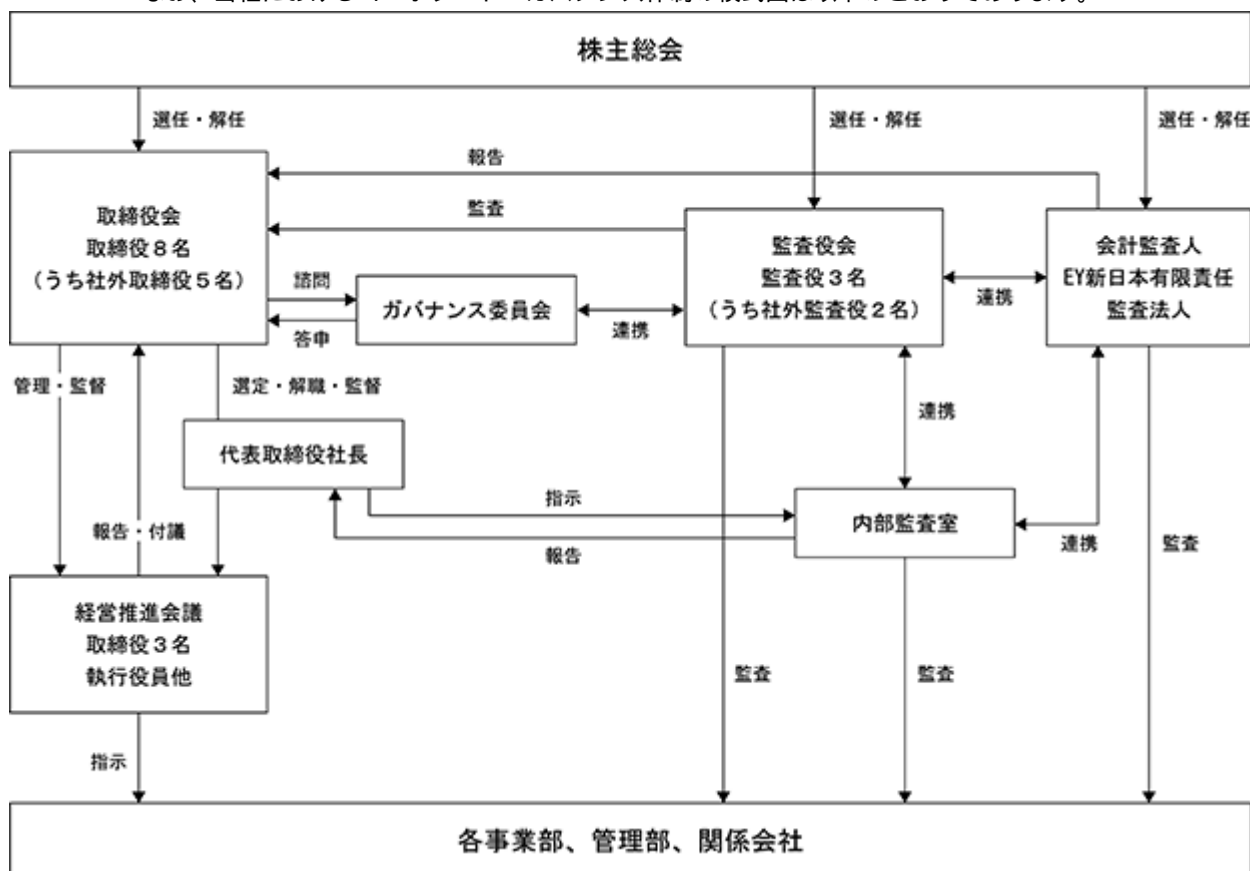 株主総会
選任・解任
選任・解任
選任・解任
報告
監査
取締役会
取締役８名
（うち社外取締役５名）
監査役会
監査役３名
（うち社外監査役２名）
会計監査人
EY新日本有限責任
監査法人
諮問
答申
ガバナンス委員会
連携
連携
管理・監督
選定・解職・監督
連携
代表取締役社長
指示
報告
内部監査室
連携
報告・付議
監査
経営推進会議
取締役３名
執行役員他
監査
監査
指示
各事業部、管理部、関係会社